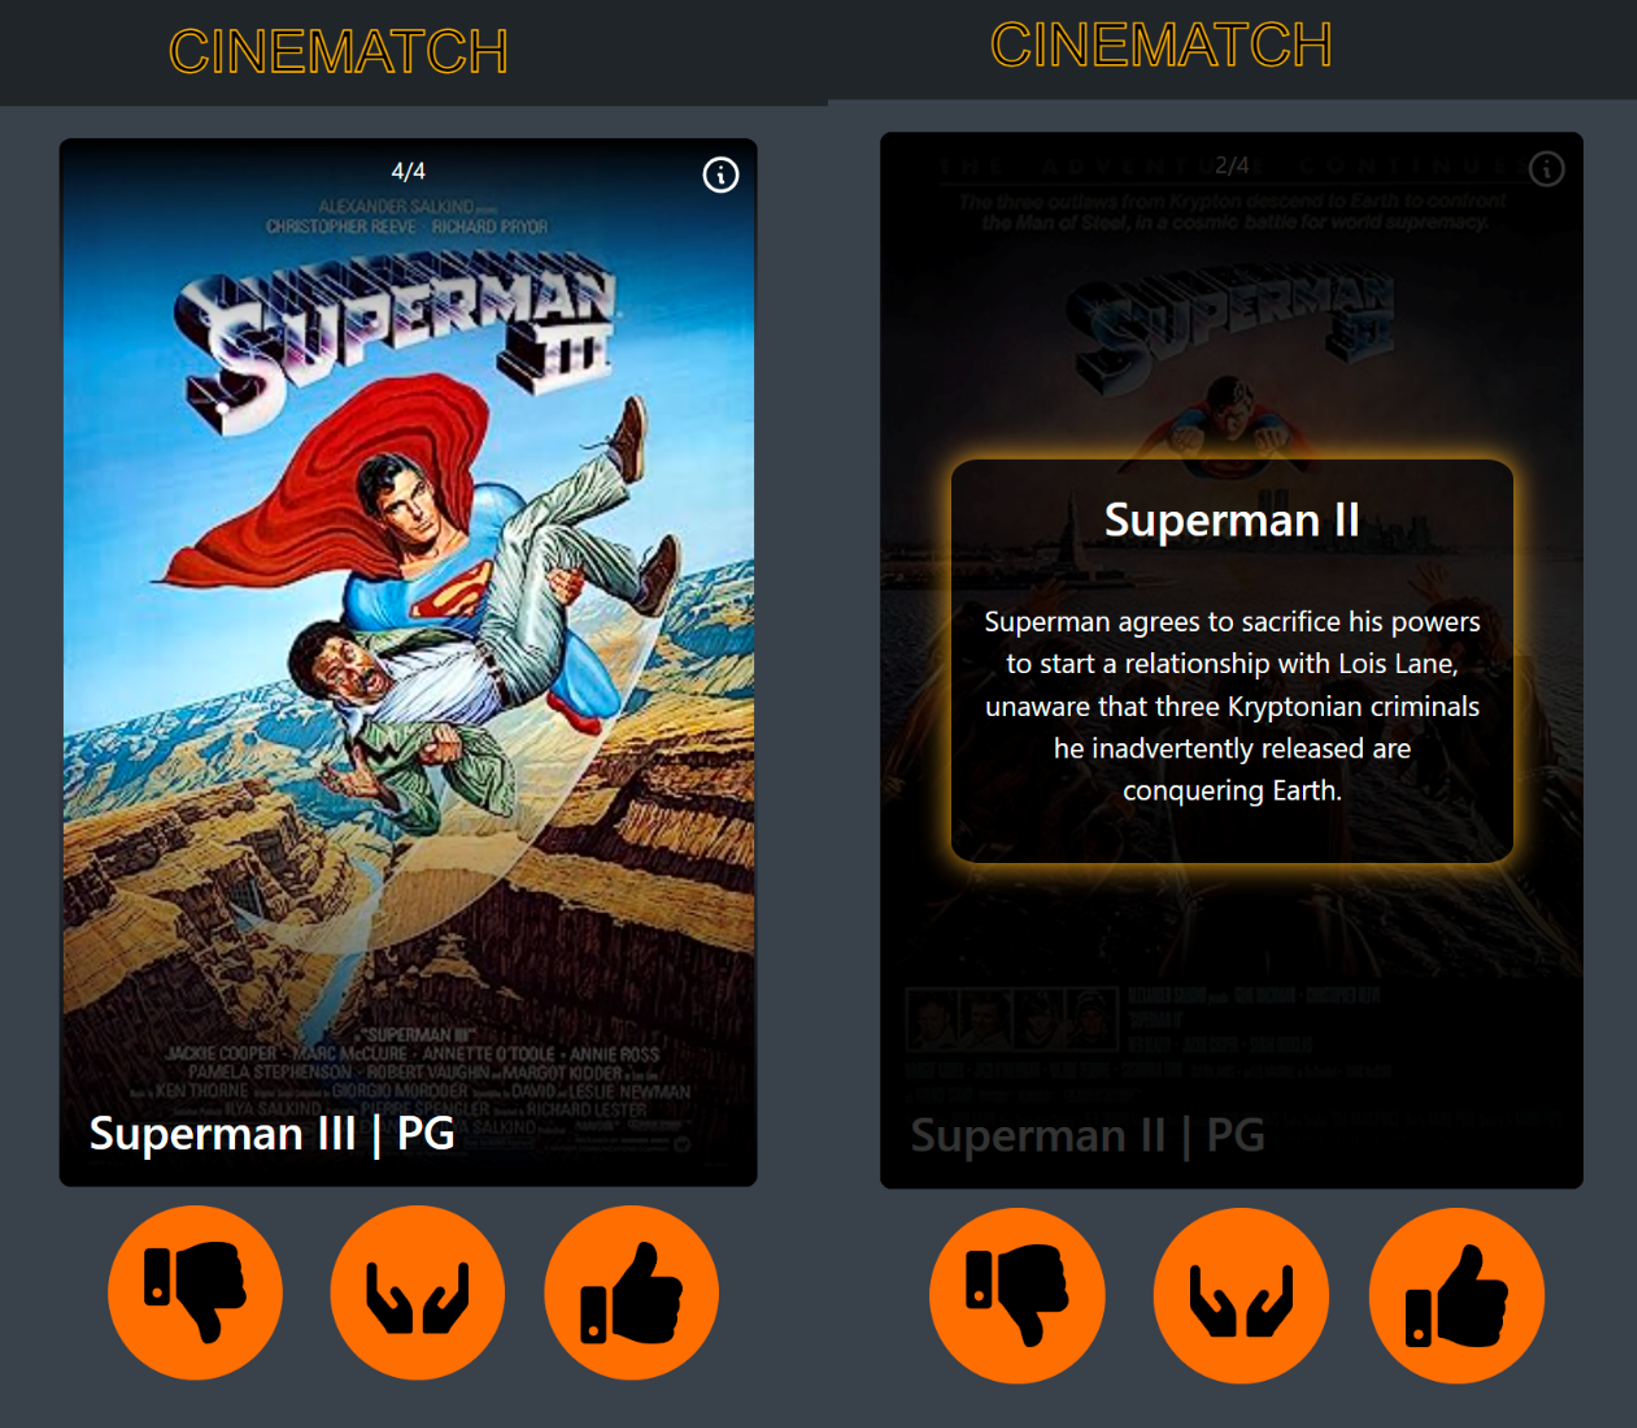 CINEMATCH
4/4
ALEXANDER SALKIND
CHRISTOPHER REEVE · RICHARD PRYOR
SUPERMAN
III
"SUPERMAN III"
JACKIE COOPER · MARC McCLURE · ANNETTE O'TOOLE · ANNIE ROSS
PAMELA STEPHENSON · ROBERT VAUGHN and MARGOT KIDDER
KEN THORNE GIORGIO MORODER DAVID and LESLIE NEWMAN
ILYA SALKIND PIERRE SPENGLER RICHARD LESTER
SALKIND
Superman III | PG
CINEMATCH
THE ADVENTURE CONTINUES
2/4
The three outlaws from Krypton descend to Earth to confront
the Man of Steel, in a cosmic battle for world supremacy.
SUPERMAN
II
Superman II
Superman agrees to sacrifice his powers
to start a relationship with Lois Lane,
unaware that three Kryptonian criminals
he inadvertently released are
conquering Earth.
Superman II | PG